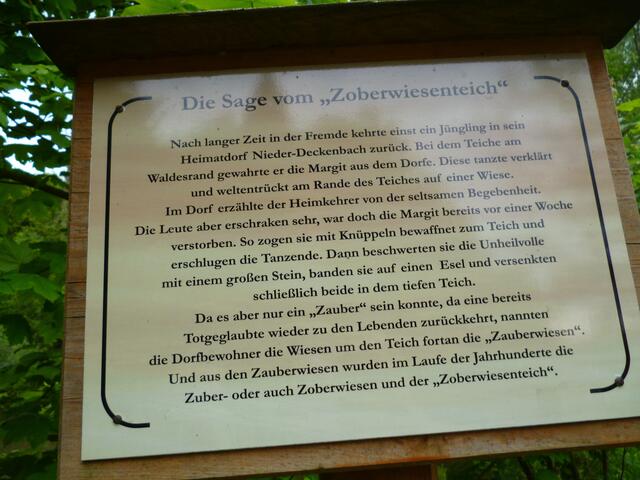 Die Sage vom „Zoberwiesenteich“
Nach langer Zeit in der Fremde kehrte einst ein Jüngling in sein
Heimatdorf Nieder-Deckenbach zurück. Bei dem Teiche am
Waldesrand gewahrte er die Margit aus dem Dorfe. Diese tanzte verklärt
und weltentrückt am Rande des Teiches auf einer Wiese.
Im Dorf erzählte der Heimkehrer von der seltsamen Begebenheit.
Die Leute aber erschraken sehr, war doch die Margit bereits vor einer Woche
verstorben. So zogen sie mit Knüppeln bewaffnet zum Teich und
erschlugen die Tanzende. Dann beschwerten sie die Unheilvolle
mit einem großen Stein, banden sie auf einen Esel und versenkten
schließlich beide in dem tiefen Teich.
Da es aber nur ein „Zauber“ sein konnte, da eine bereits
Totgeglaubte wieder zu den Lebenden zurückkehrt, nannten
die Dorfbewohner die Wiesen um den Teich fortan die „Zauberwiesen“.
Und aus den Zauberwiesen wurden im Laufe der Jahrhunderte die
Zuber- oder auch Zoberwiesen und der „Zoberwiesenteich“.